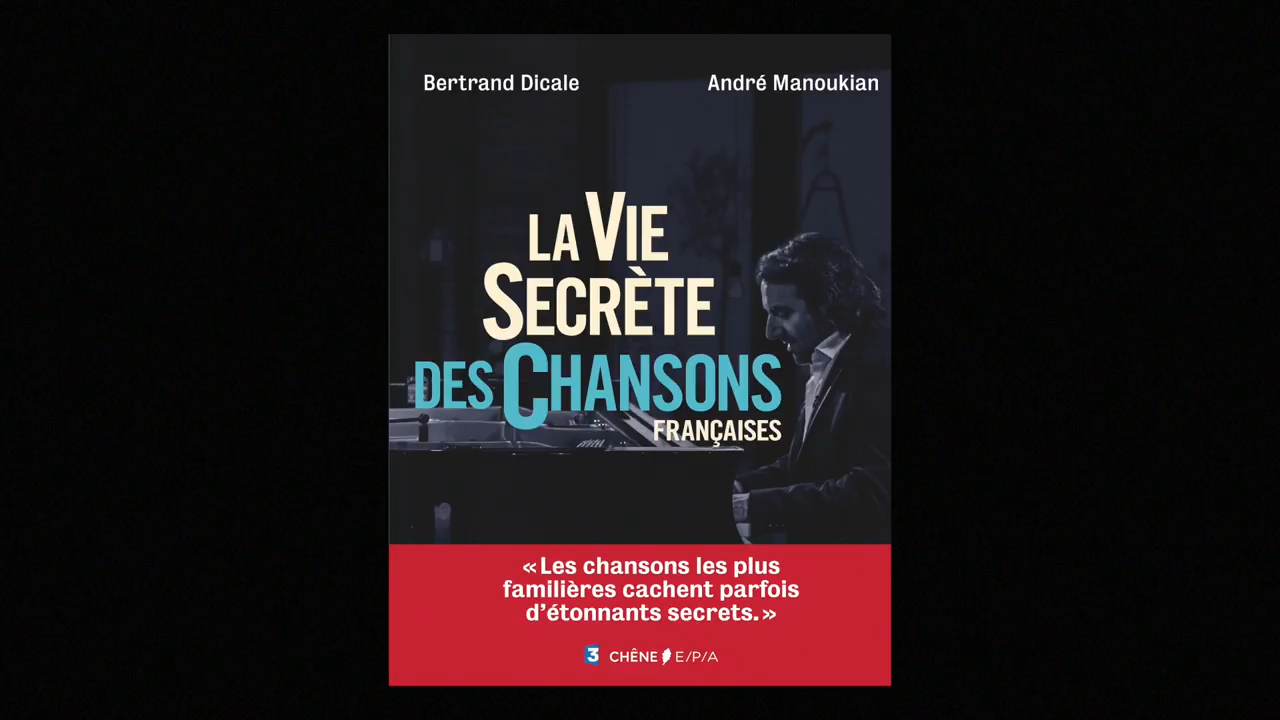 Bertrand Dicale
André Manoukian
LA VIE
SECRÈTE
DES CHANSONS
FRANÇAISES
« Les chansons les plus
familières cachent parfois
d’étonnants secrets. »
3 CHÊNE E/P/A